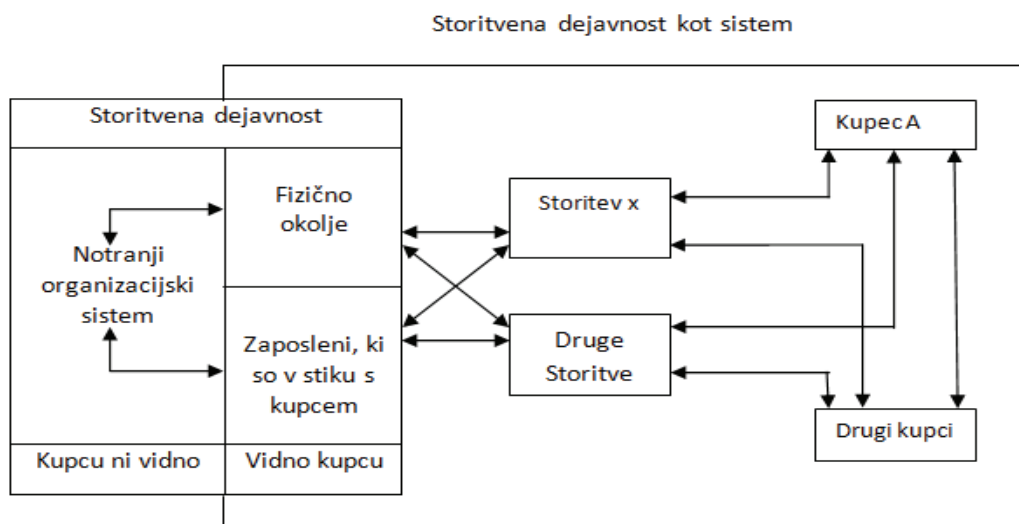 Storitvena dejavnost kot sistem
Storitvena dejavnost
Notranji
organizacijski
sistem
Fizično
okolje
Zaposleni, ki
so v stiku s
kupcem
Kupcu ni vidno
Vidno kupcu
Storitev x
Druge
Storitve
Kupec A
Drugi kupci